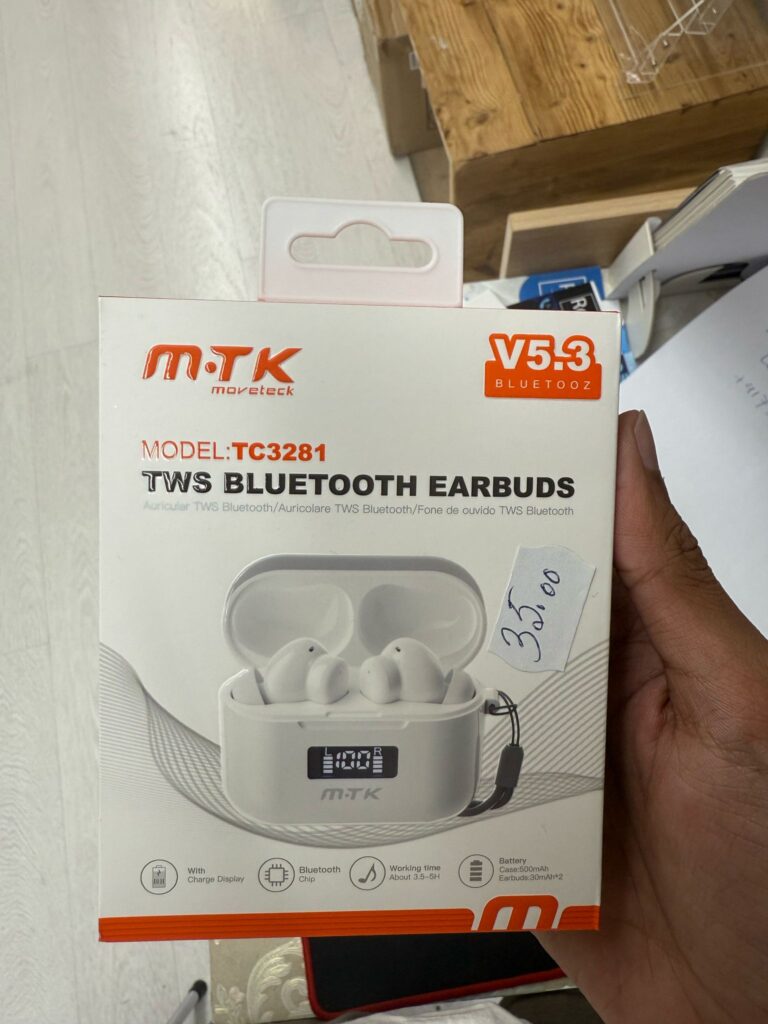 M·TK
moveteck
V5.3
BLUETOOZ
MODEL:TC3281
TWS BLUETOOTH EARBUDS
Auricular TWS Bluetooth/Auricolare TWS Bluetooth/Fone de ouvido TWS Bluetooth
35.00
L 100 R
M·TK
With
Charge Display
Bluetooth
Chip
Working time
About 3.5-5H
Battery
Case:500mAh
Earbuds:30mAh*2